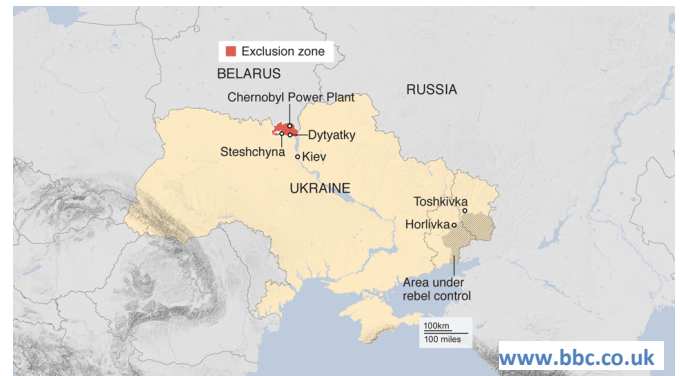 Exclusion zone
BELARUS
RUSSIA
Chernobyl Power Plant
Dytyatky
Steshchyna
Kiev
UKRAINE
Toshkivka
Horlivka
Area under
rebel control
100km
100 miles
www.bbc.co.uk